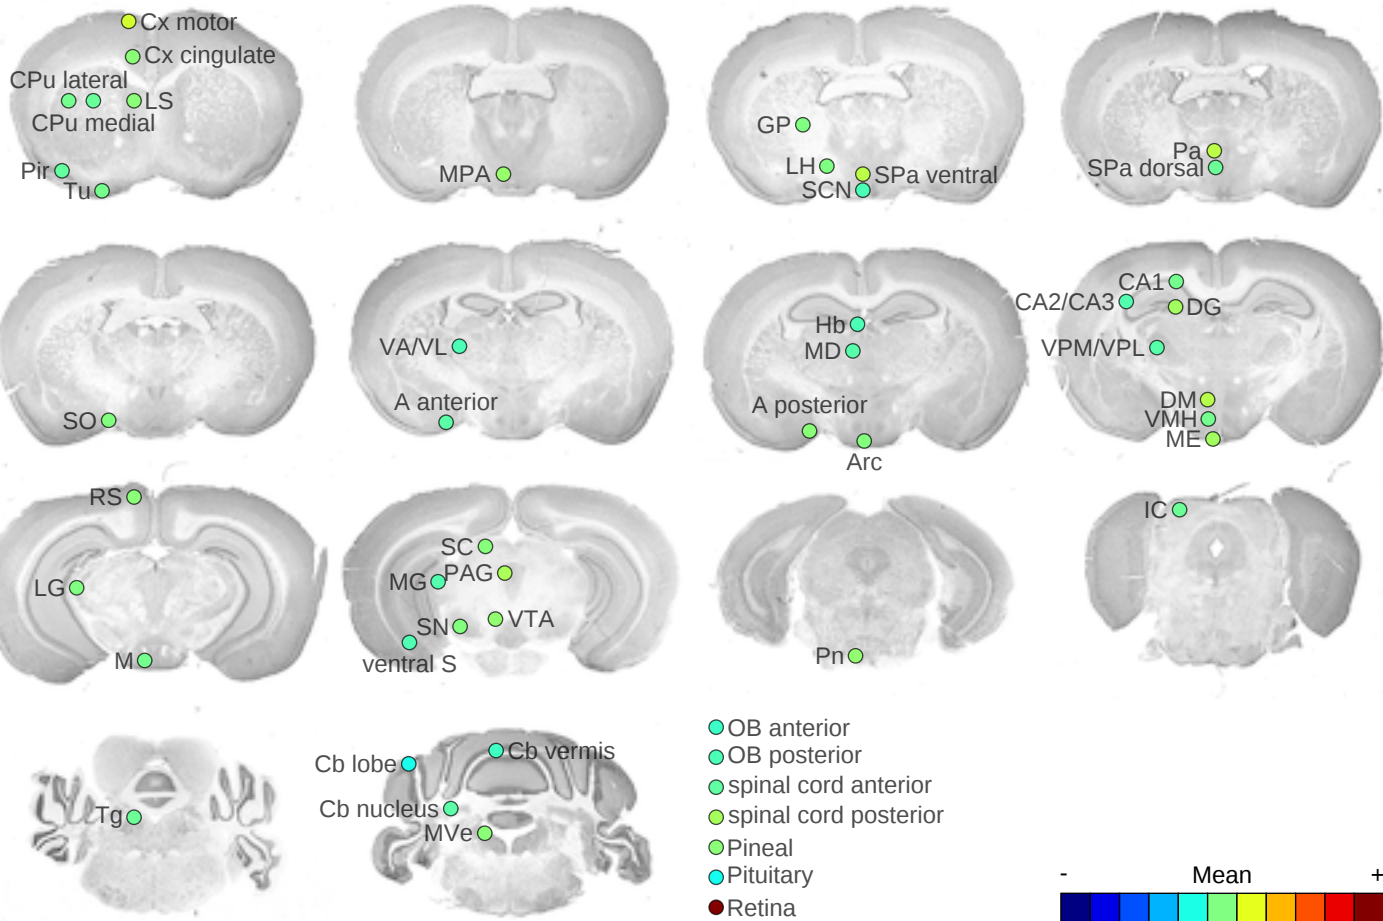 Cx motor
Cx cingulate
CPu lateral
LS
CPu medial
Pir
Tu
MPA
GP
LH
SPa ventral
SCN
Pa
SPa dorsal
SO
VA/VL
A anterior
Hb
MD
A posterior
Arc
CA1
CA2/CA3
DG
VPM/VPL
DM
VMH
ME
RS
LG
M
SC
PAG
MG
VTA
SN
ventral S
Pn
IC
Tg
Cb vermis
Cb lobe
Cb nucleus
MVe
OB anterior
OB posterior
spinal cord anterior
spinal cord posterior
Pineal
Pituitary
Retina
- Mean +